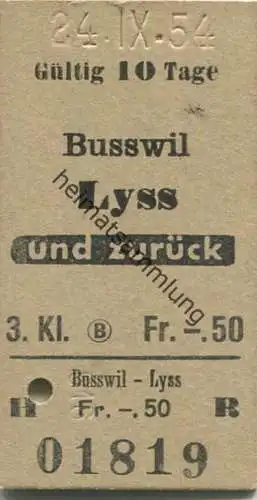 24.IX.54
Gültig 10 Tage
Busswil
Lyss
und zurück
3. Kl. B Fr. -.50
Busswil - Lyss
H Fr. -.50 R
01819
heimatsammlung.de